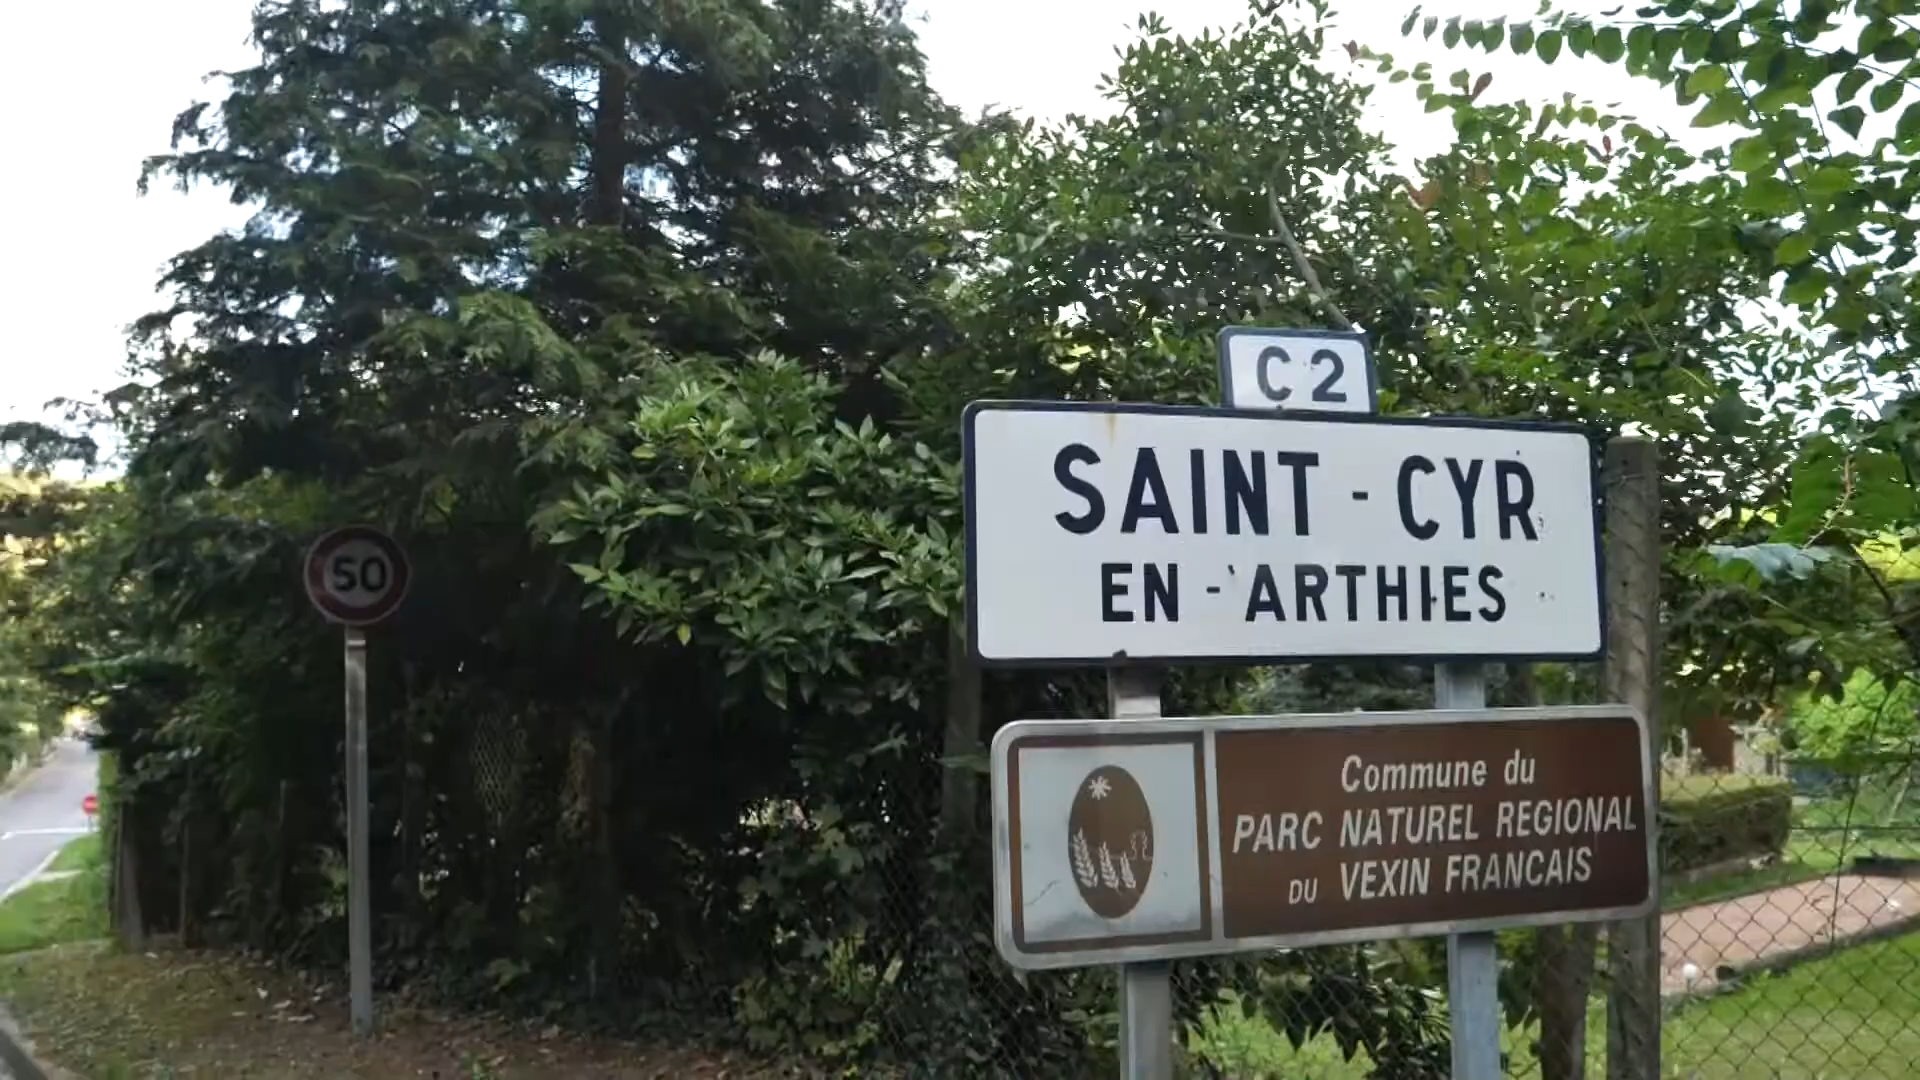 50
C2
SAINT - CYR
EN - ARTHIES
Commune du
PARC NATUREL REGIONAL
DU VEXIN FRANCAIS